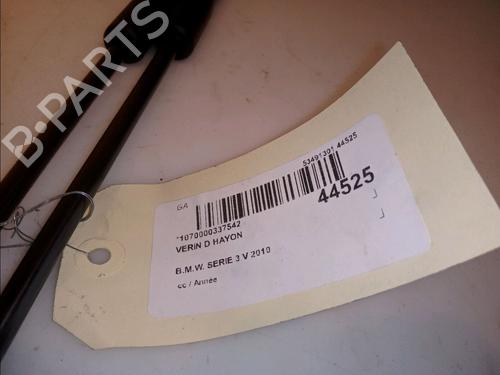 B-PARTS
GA
53491391 44525
*1070000337542
44525
VERIN D HAYON
B.M.W. SERIE 3 V 2010
cc / Année